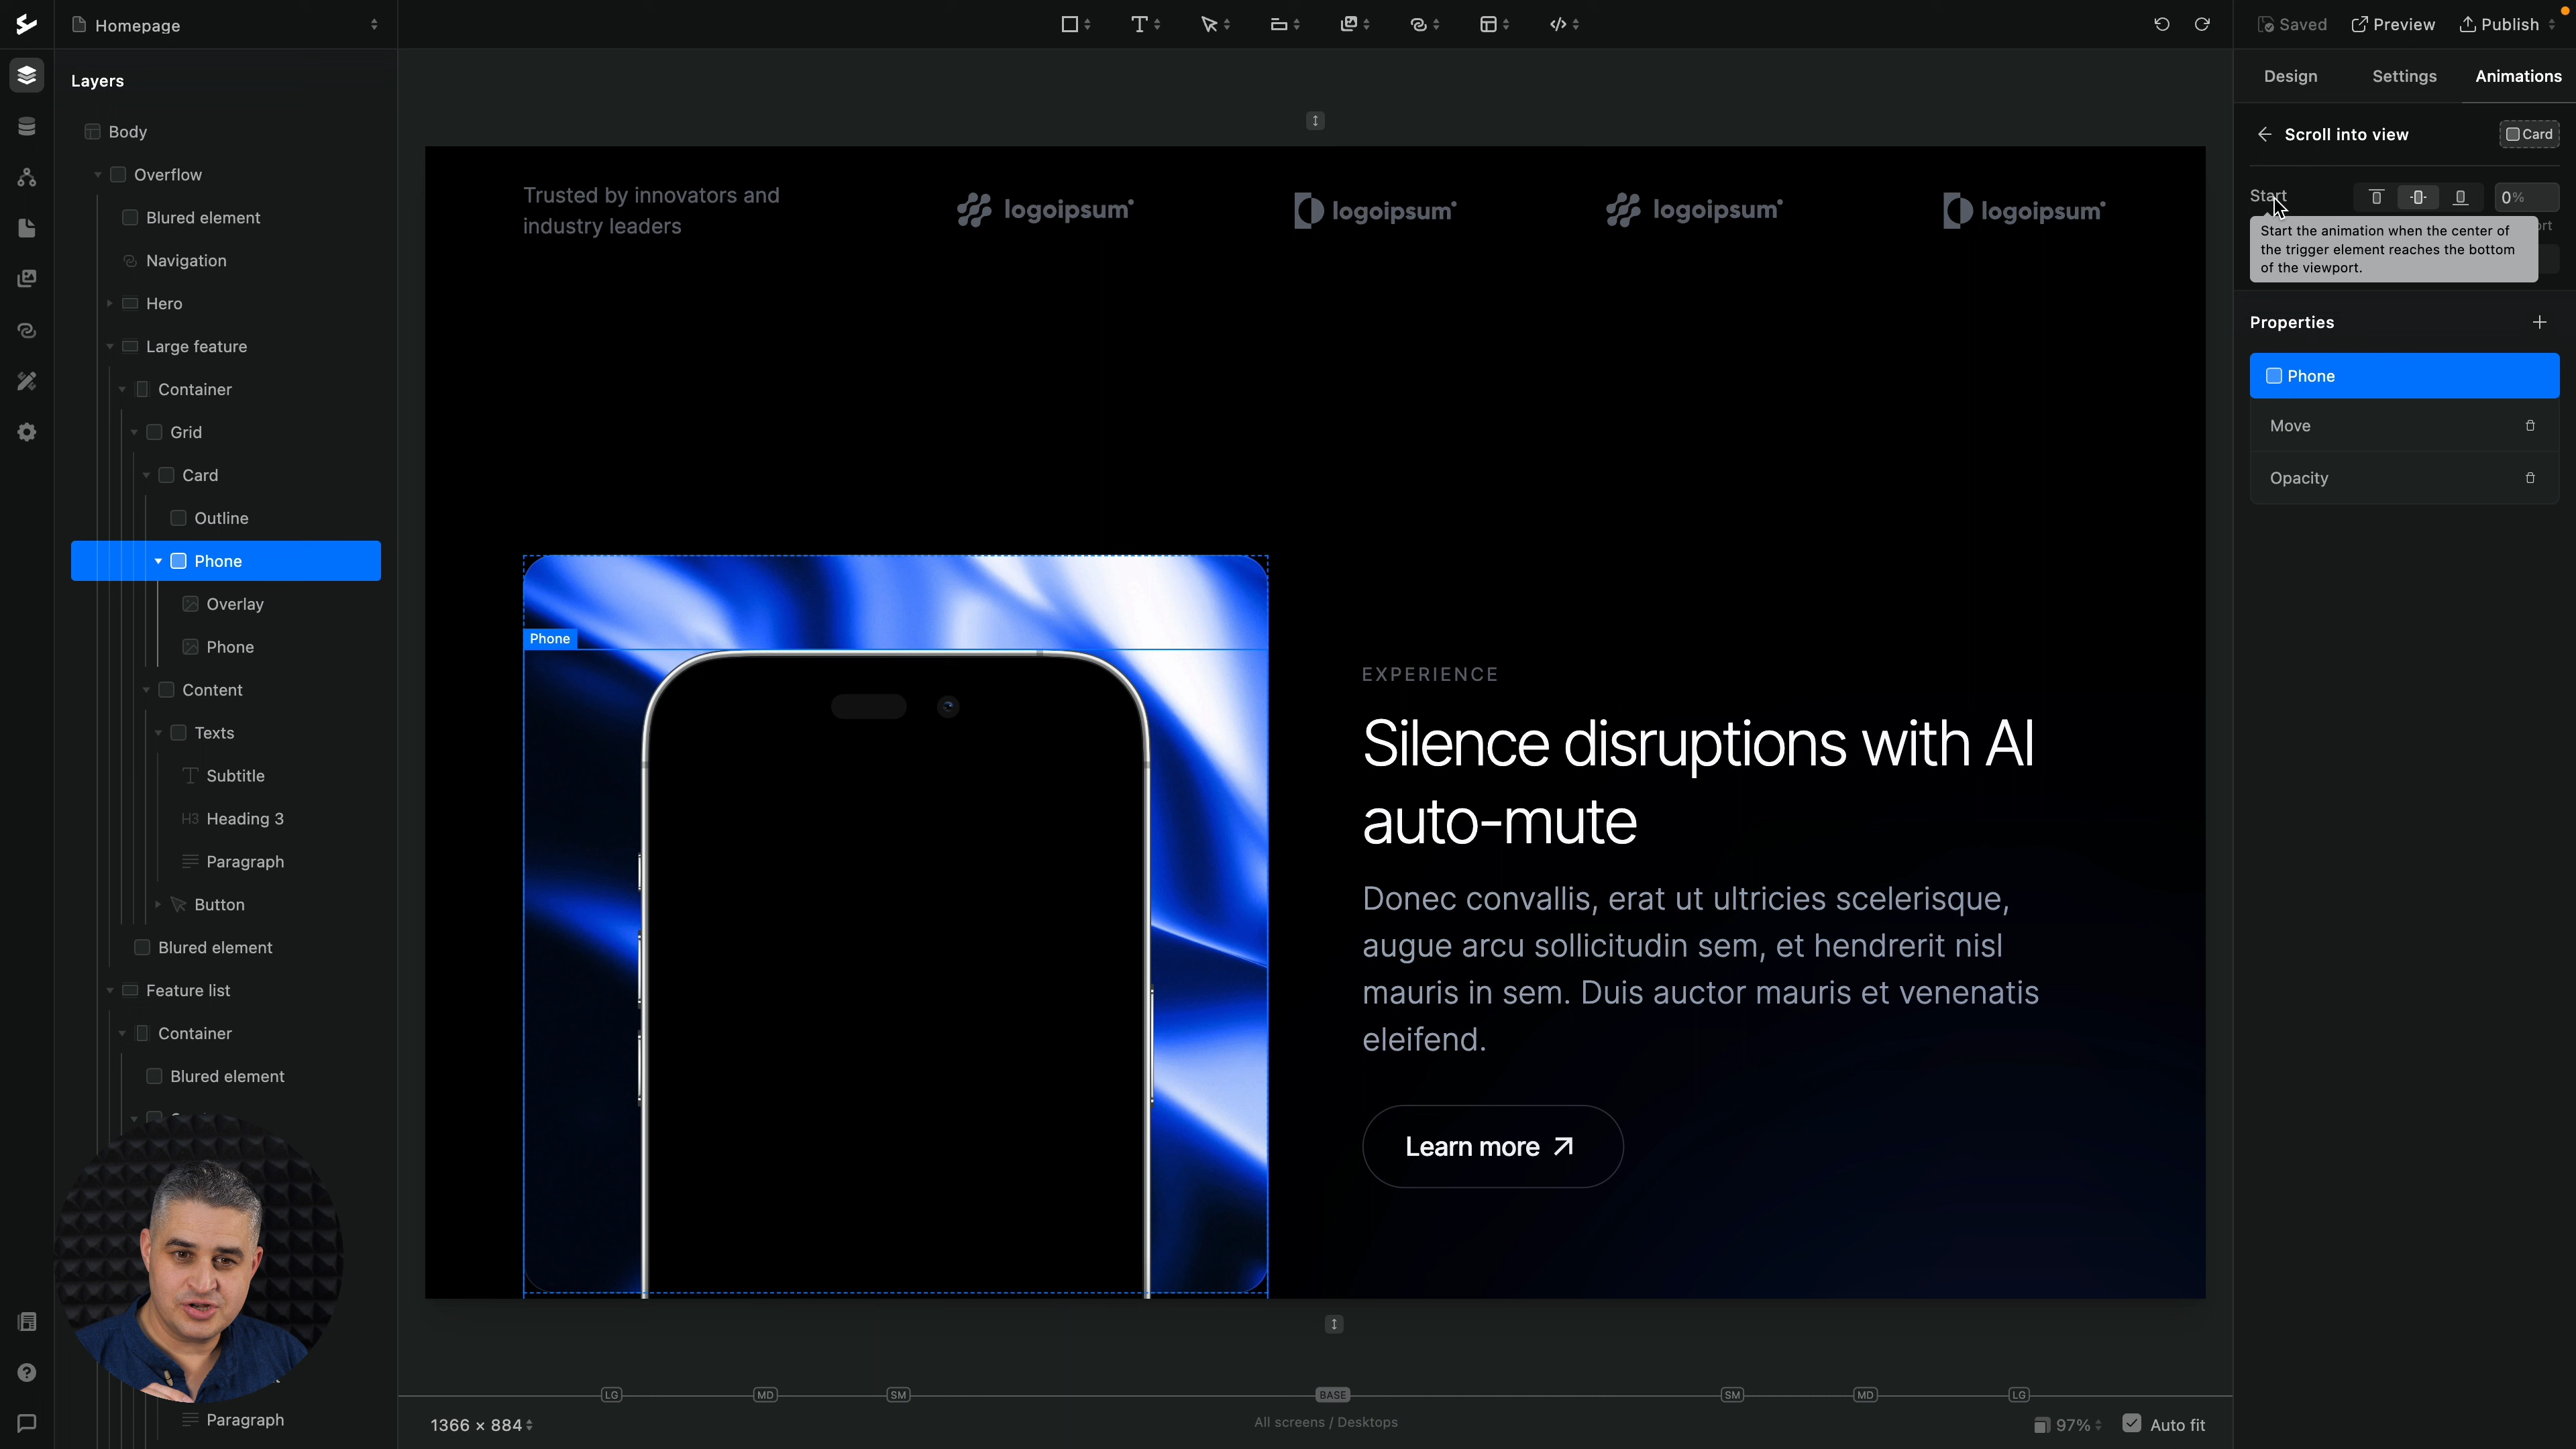 Homepage
Saved
Preview
Publish
Layers
Body
Overflow
Blured element
Navigation
Hero
Large feature
Container
Grid
Card
Outline
Phone
Overlay
Phone
Content
Texts
Subtitle
H3 Heading 3
Paragraph
Button
Blured element
Feature list
Container
Blured element
Paragraph
Trusted by innovators and
industry leaders
logoipsum
logoipsum
logoipsum
logoipsum
Phone
EXPERIENCE
Silence disruptions with AI
auto-mute
Donec convallis, erat ut ultricies scelerisque,
augue arcu sollicitudin sem, et hendrerit nisl
mauris in sem. Duis auctor mauris et venenatis
eleifend.
Learn more
LG
MD
SM
BASE
SM
MD
LG
1366 × 884
All screens / Desktops
97%
Auto fit
Design
Settings
Animations
Scroll into view
Card
Start
0%
Start the animation when the center of
the trigger element reaches the bottom
of the viewport.
Properties
Phone
Move
Opacity